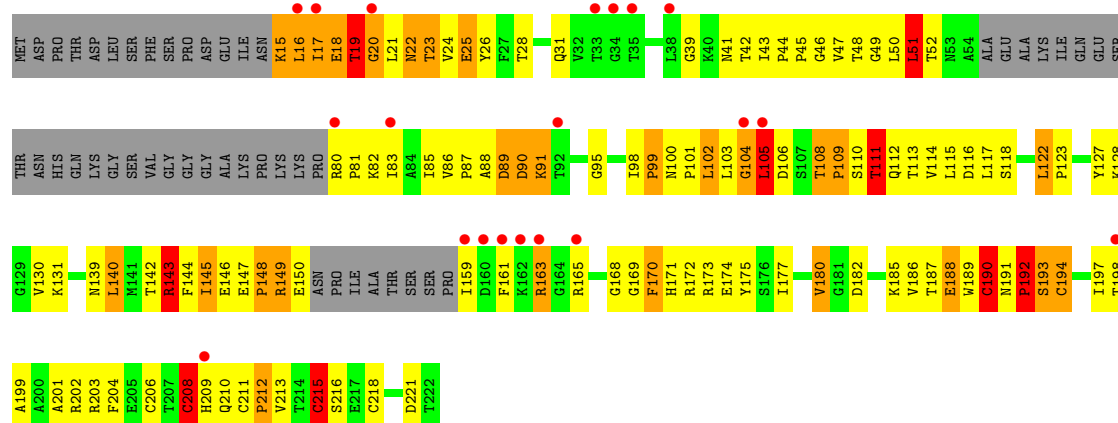 MET ASP PRO THR ASP LEU SER PHE SER PRO ASP GLU ILE ASN K15 L16 I17 E18 T19 G20 L21 N22 T23 V24 E25 Y26 F27 T28 Q31 V32 T33 G34 T35 L38 G39 K40 N41 T42 I43 P44 P45 G46 V47 T48 G49 L50 L51 T52 N53 A54 ALA GLU ALA LYS ILE GLN GLU SER
THR ASN HIS GLN LYS GLY SER VAL GLY GLY GLY ALA LYS PRO LYS LYS PRO R80 P81 K82 I83 A84 I85 V86 P87 A88 D89 D90 K91 T92 G95 I98 P99 N100 P101 L102 L103 G104 L105 D106 S107 T108 P109 S110 T111 Q112 T113 V114 L115 D116 L117 S118 L122 P123 Y127 K128
G129 V130 K131 N139 L140 M141 T142 R143 F144 I145 E146 E147 P148 R149 E150 ASN PRO ILE ALA THR SER SER PRO I159 D160 F161 K162 R163 G164 R165 G168 G169 F170 H171 R172 R173 E174 Y175 S176 I177 V180 G181 D182 K185 V186 T187 E188 W189 C190 N191 P192 S193 C194 I197 T198
A199 A200 A201 R202 R203 F204 E205 C206 T207 C208 H209 Q210 C211 P212 V213 T214 C215 S216 E217 C218 D221 T222